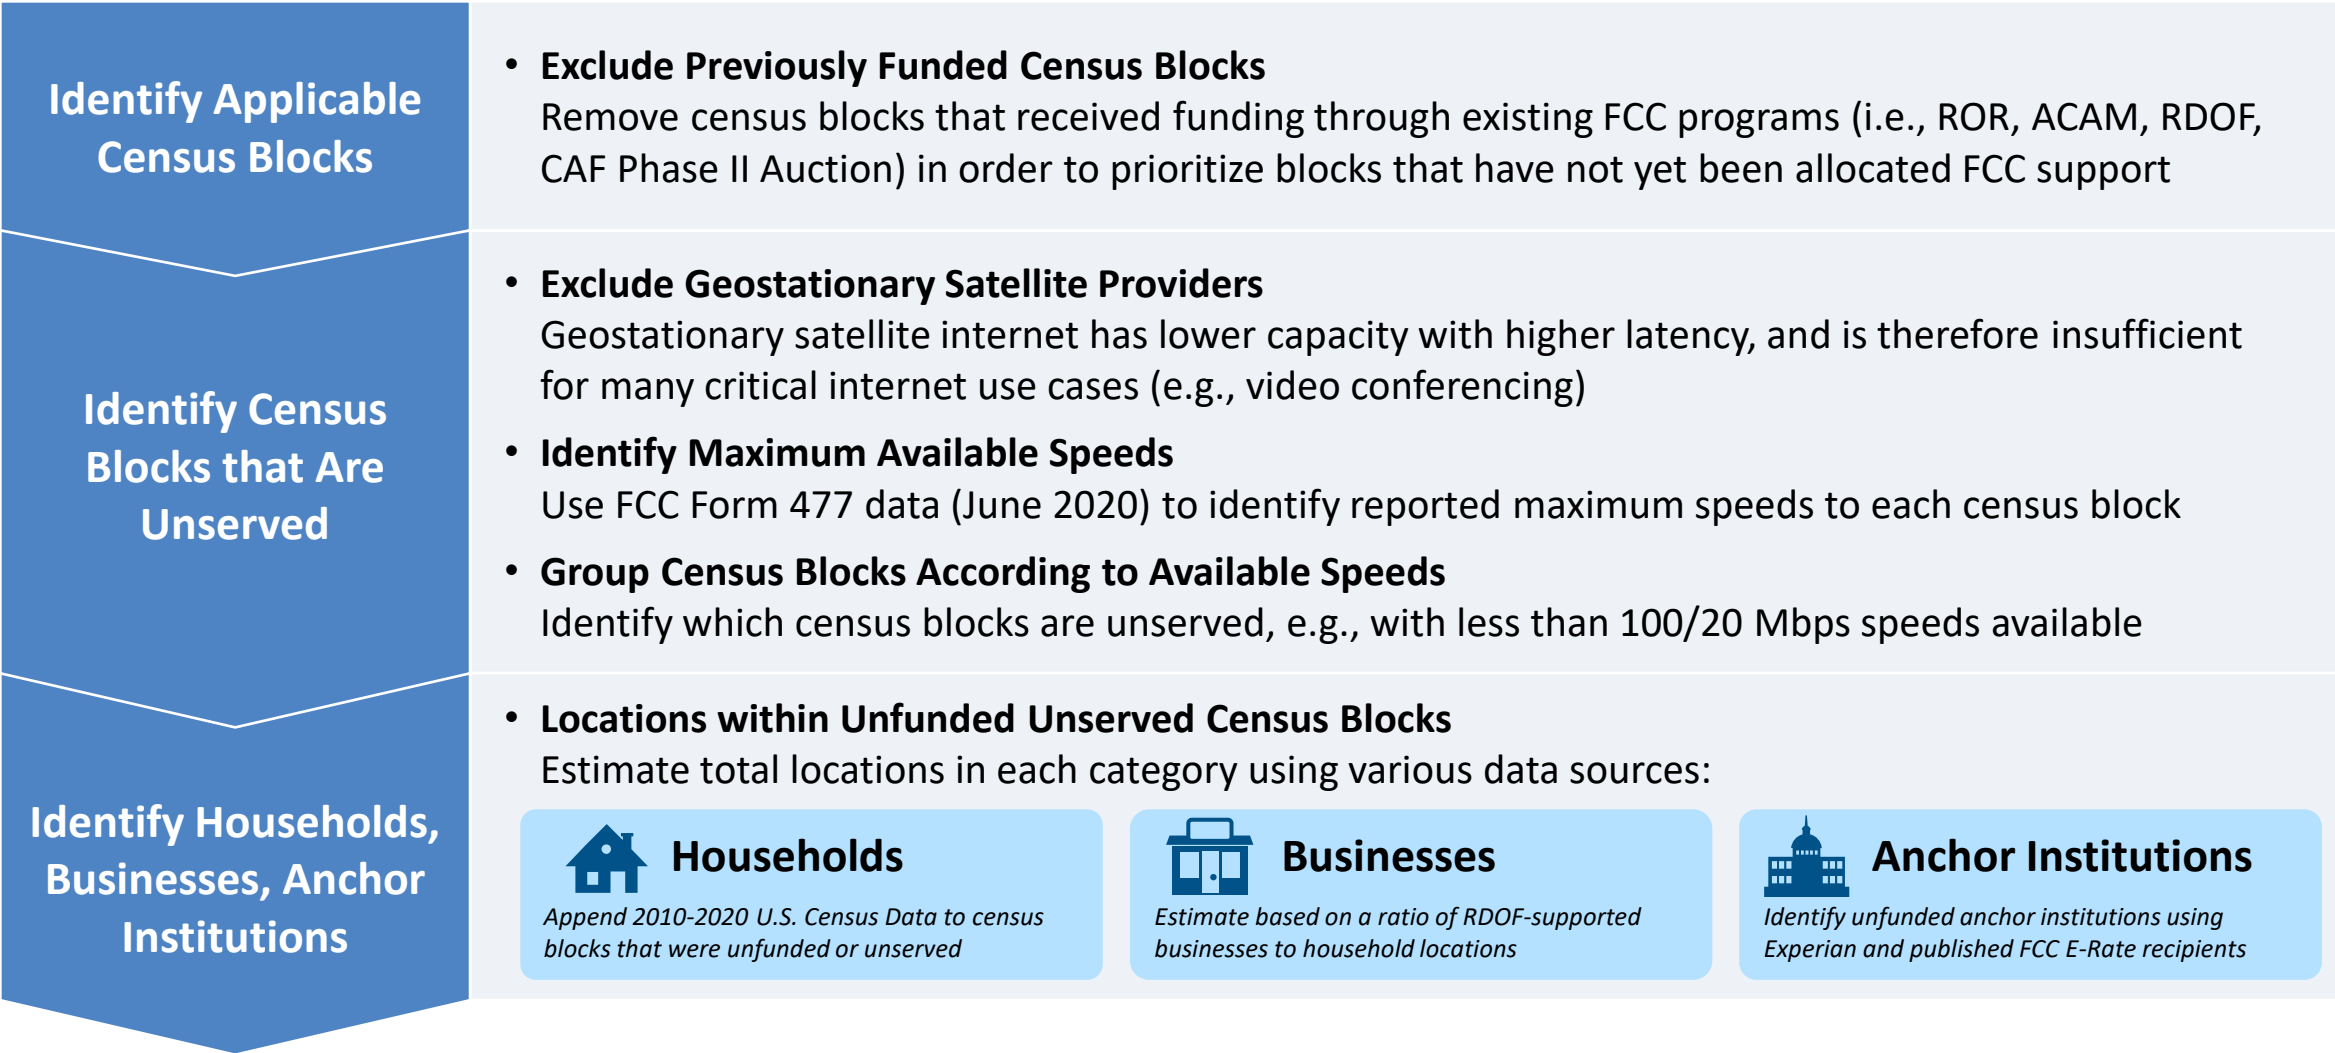 Identify Applicable
Census Blocks
• Exclude Previously Funded Census Blocks
Remove census blocks that received funding through existing FCC programs (i.e., ROR, ACAM, RDOF,
CAF Phase II Auction) in order to prioritize blocks that have not yet been allocated FCC support
Identify Census
Blocks that Are
Unserved
• Exclude Geostationary Satellite Providers
Geostationary satellite internet has lower capacity with higher latency, and is therefore insufficient
for many critical internet use cases (e.g., video conferencing)
• Identify Maximum Available Speeds
Use FCC Form 477 data (June 2020) to identify reported maximum speeds to each census block
• Group Census Blocks According to Available Speeds
Identify which census blocks are unserved, e.g., with less than 100/20 Mbps speeds available
Identify Households,
Businesses, Anchor
Institutions
• Locations within Unfunded Unserved Census Blocks
Estimate total locations in each category using various data sources:
Households
Append 2010-2020 U.S. Census Data to census
blocks that were unfunded or unserved
Businesses
Estimate based on a ratio of RDOF-supported
businesses to household locations
Anchor Institutions
Identify unfunded anchor institutions using
Experian and published FCC E-Rate recipients